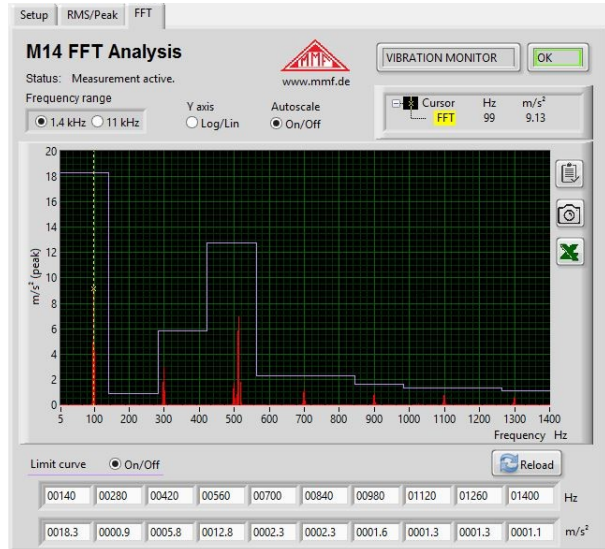 Setup RMS/Peak FFT
M14 FFT Analysis
MMF
www.mmf.de
VIBRATION MONITOR OK
Status: Measurement active.
Frequency range
1.4 kHz 11 kHz
Y axis
Log/Lin
Autoscale
On/Off
Cursor Hz m/s²
FFT 99 9.13
m/s² (peak)
20
18
16
14
12
10
8
6
4
2
0
5 100 200 300 400 500 600 700 800 900 1000 1100 1200 1300 1400
Frequency Hz
Limit curve On/Off Reload
00140 00280 00420 00560 00700 00840 00980 01120 01260 01400 Hz
0018.3 0000.9 0005.8 0012.8 0002.3 0002.3 0001.6 0001.3 0001.3 0001.1 m/s²